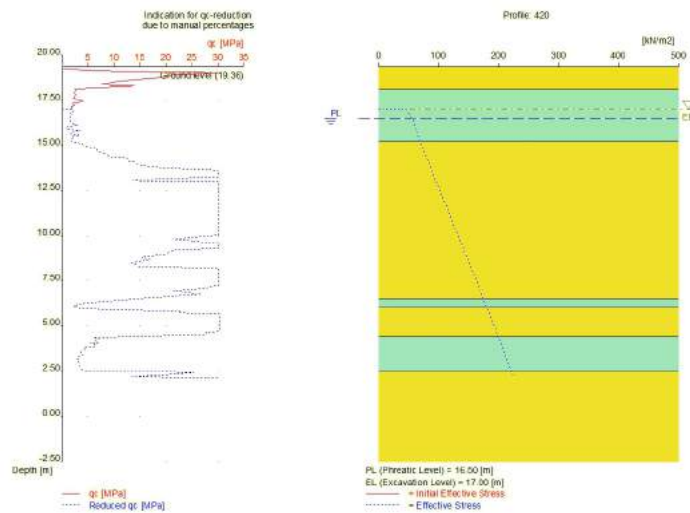 Indication for qc-reduction
due to manual percentages
qc [MPa]
0 5 10 15 20 25 30 35
20.00
Ground level (19.36)
17.50
15.00
12.50
10.00
7.50
5.00
2.50
0.00
-2.50
Depth [m]
qc [MPa]
Reduced qc [MPa]
Profile: 420
[kN/m2]
0 100 200 300 400 500
PL
PL (Phreatic Level) = 16.50 [m]
EL (Excavation Level) = 17.00 [m]
= Initial Effective Stress
= Effective Stress